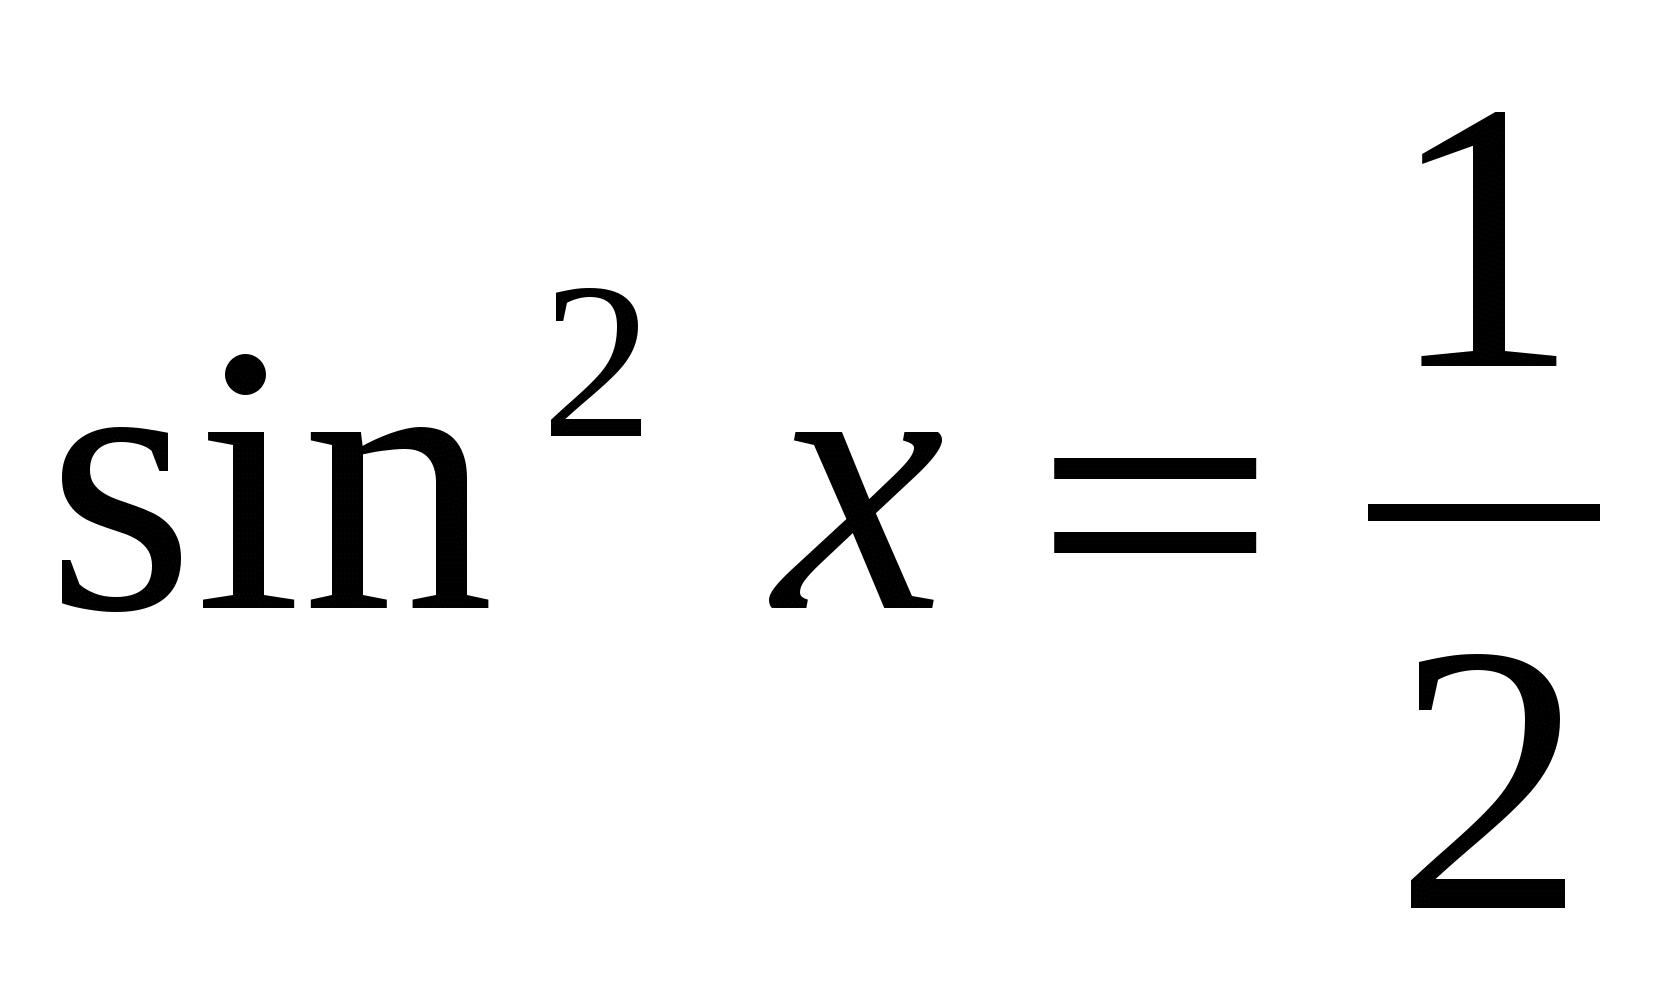 sin² x = 1/2